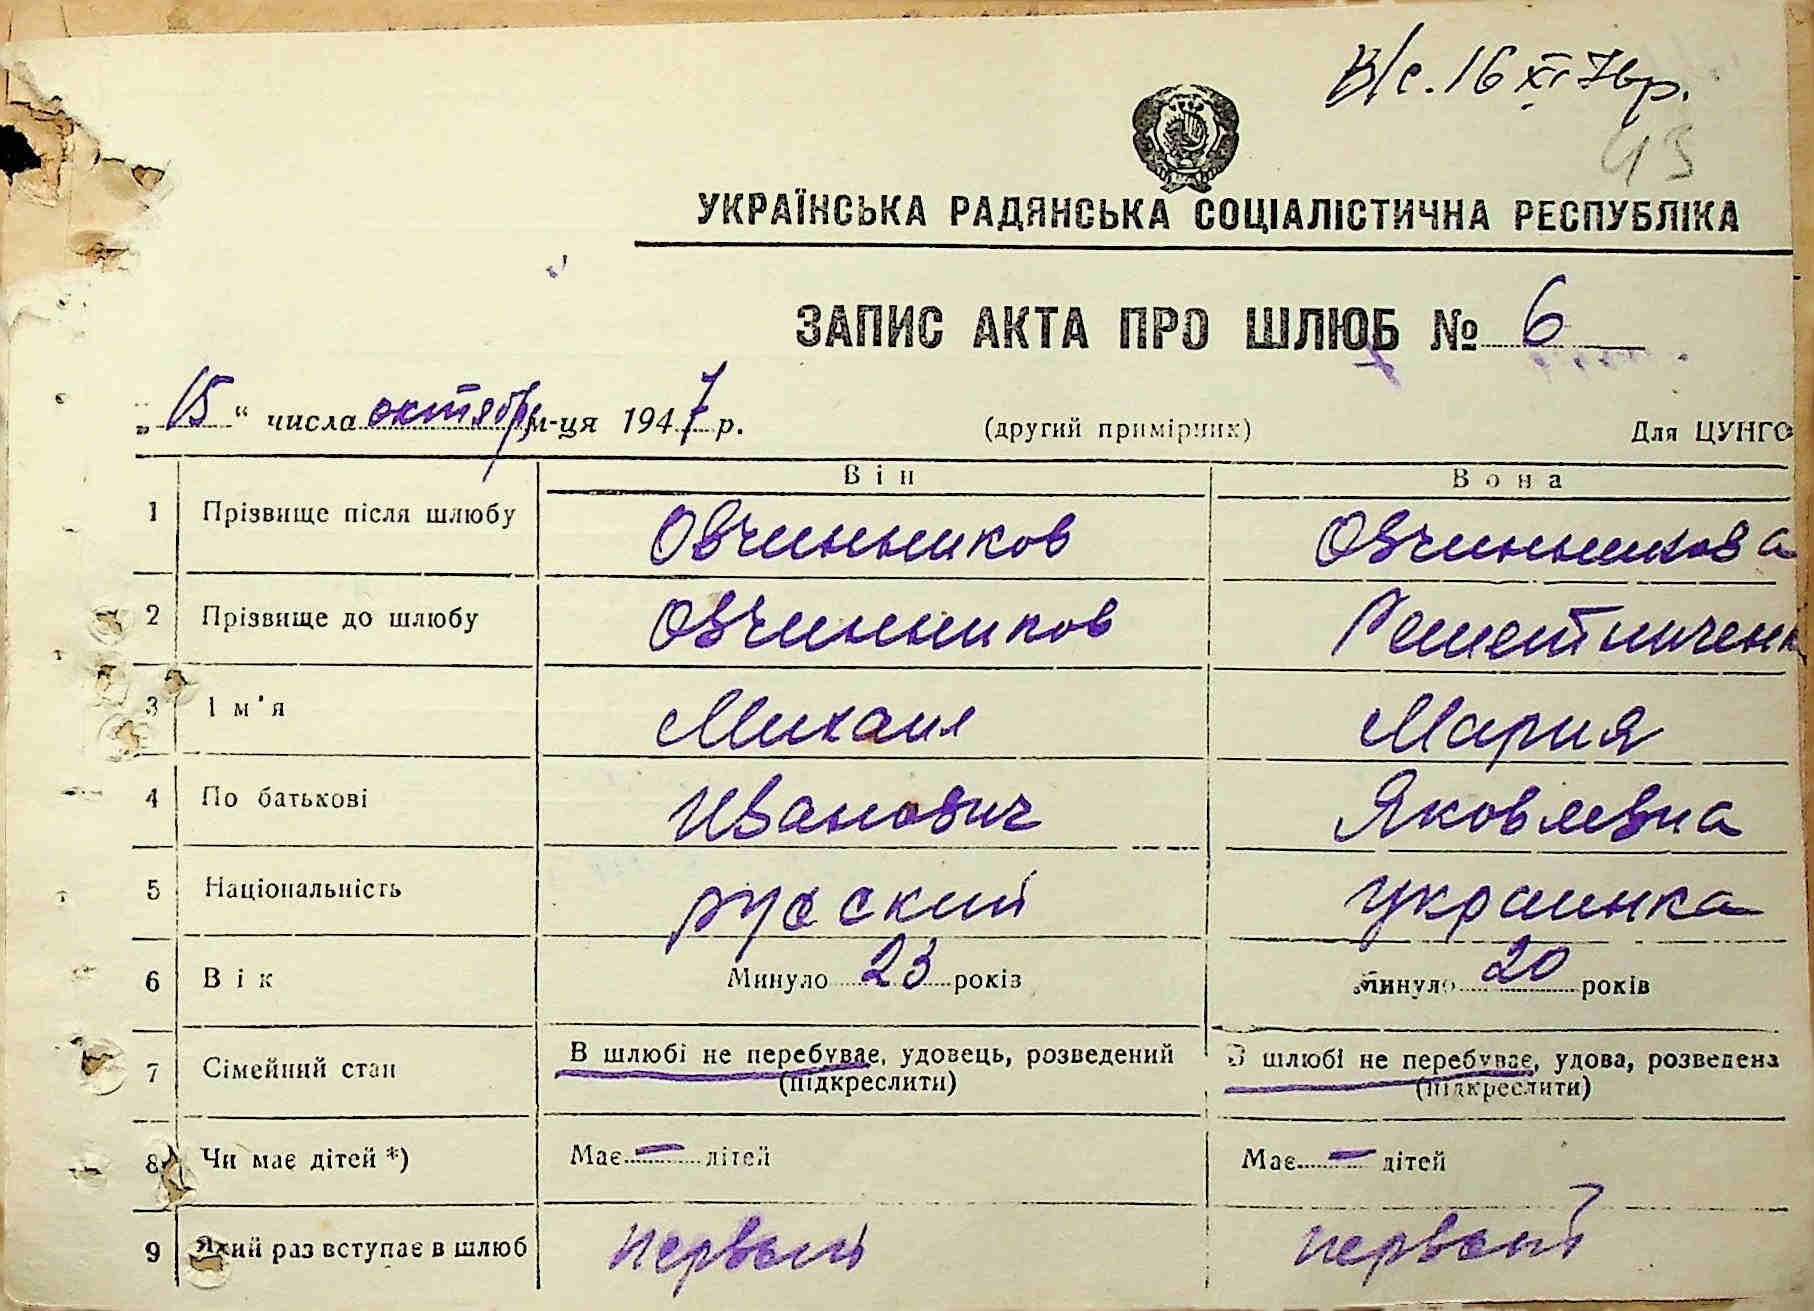 В/с. 16 XI 76 р.
43
УКРАЇНСЬКА РАДЯНСЬКА СОЦІАЛІСТИЧНА РЕСПУБЛІКА
ЗАПИС АКТА ПРО ШЛЮБ № 6
„15“ числа октября м-ця 1947 р. (другий примірник) Для ЦУНГО
Він Вона
1 Прізвище після шлюбу Овчинников Овчинникова
2 Прізвище до шлюбу Овчинников
3 Ім'я Михаил Мария
4 По батькові Иванович Яковлевна
5 Національність русский украинка
6 Вік Минуло 23 років Минуло 20 років
7 Сімейний стан В шлюбі не перебуває, удовець, розведений В шлюбі не перебуває, удова, розведена
(підкреслити) (підкреслити)
8 Чи має дітей *) Має — дітей Має — дітей
9 Який раз вступає в шлюб первый первый